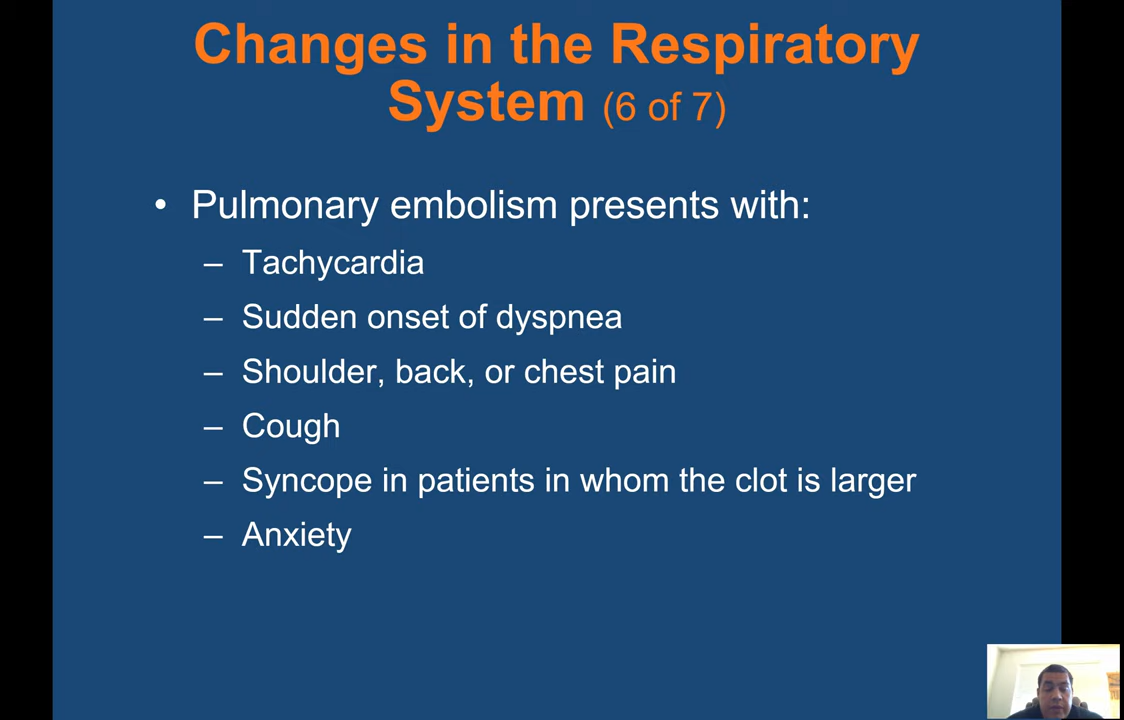 Changes in the Respiratory
System (6 of 7)
• Pulmonary embolism presents with:
– Tachycardia
– Sudden onset of dyspnea
– Shoulder, back, or chest pain
– Cough
– Syncope in patients in whom the clot is larger
– Anxiety